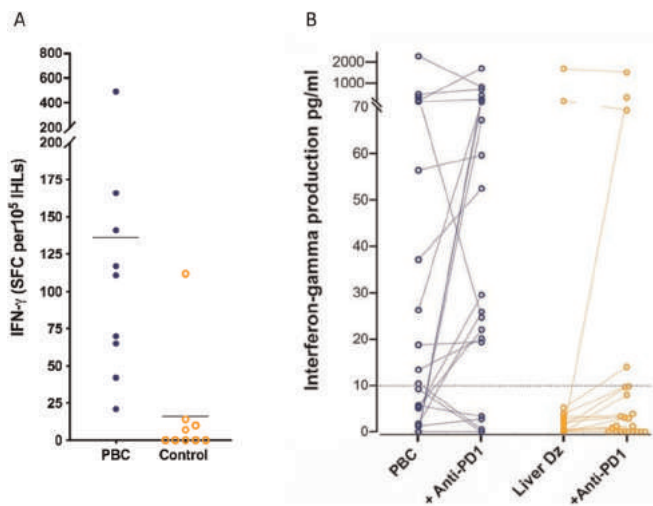 A
IFN-γ (SFC per10⁵ IHLs)
800
600
400
200
200
175
150
125
100
75
50
25
0
PBC
Control
B
Interferon-gamma production pg/ml
2000
1000
70
60
50
40
30
20
10
0
PBC
+ Anti-PD1
Liver Dz
+Anti-PD1